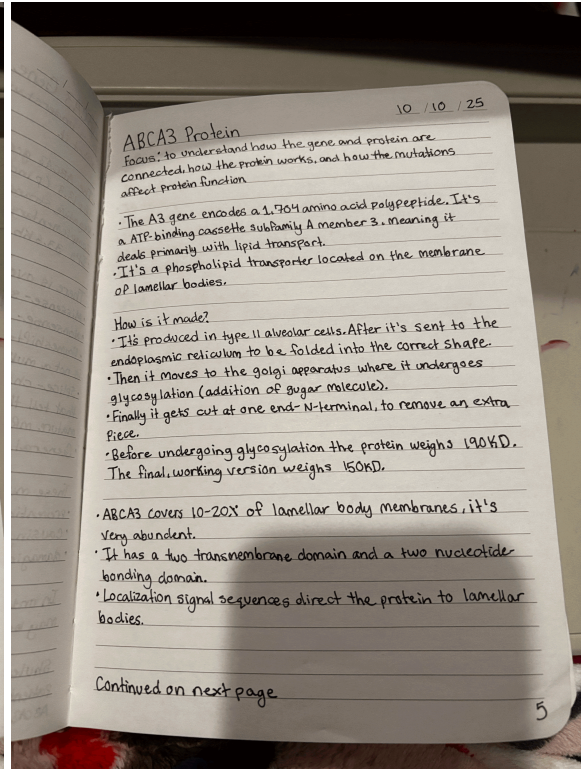 10 / 10 / 25
ABCA3 Protein
Focus: to understand how the gene and protein are
connected, how the protein works, and how the mutations
affect protein function
• The A3 gene encodes a 1,704 amino acid polypeptide. It's
a ATP-binding cassette subfamily A member 3. Meaning it
deals primarily with lipid transport.
• It's a phospholipid transporter located on the membrane
of lamellar bodies.
How is it made?
• It's produced in type II alveolar cells. After it's sent to the
endoplasmic reticulum to be folded into the correct shape.
• Then it moves to the golgi apparatus where it undergoes
glycosylation (addition of sugar molecule).
• Finally it gets cut at one end- N-terminal, to remove an extra
piece.
• Before undergoing glycosylation the protein weighs 190KD.
The final, working version weighs 150KD.
• ABCA3 covers 10-20% of lamellar body membranes, it's
very abundent.
• It has a two transmembrane domain and a two nucleotide-
bonding domain.
• Localization signal sequences direct the protein to lamellar
bodies.
Continued on next page
5